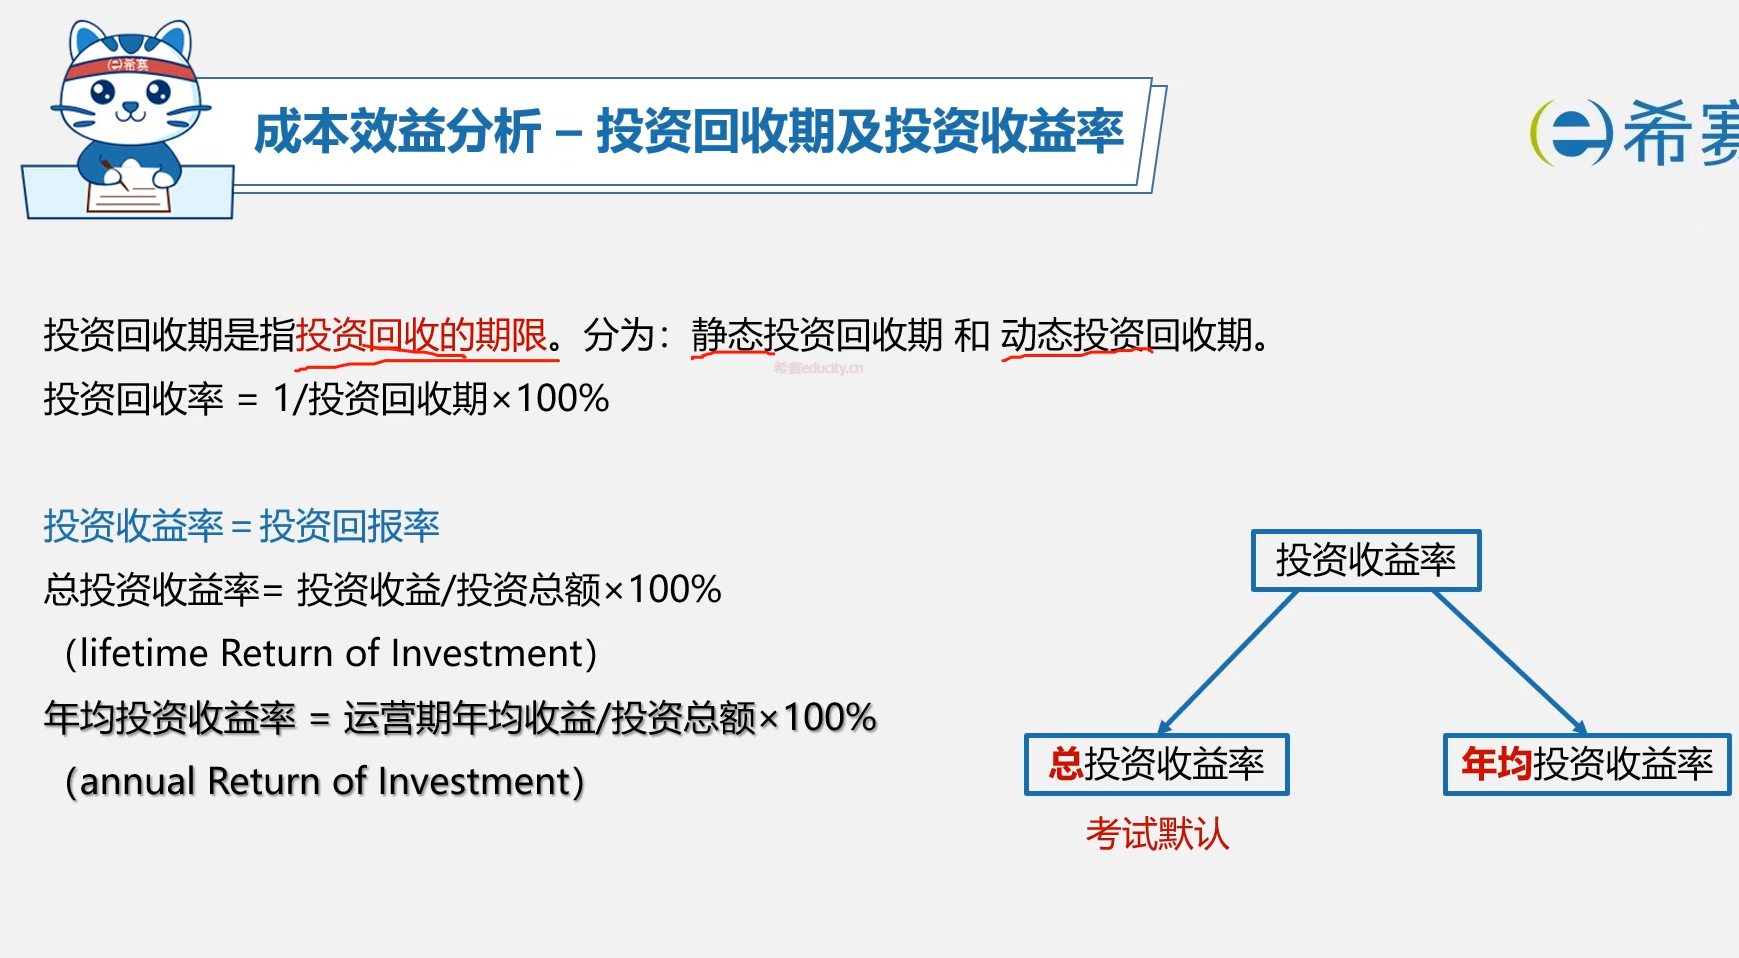 希赛
成本效益分析 – 投资回收期及投资收益率
希赛
投资回收期是指投资回收的期限。分为：静态投资回收期 和 动态投资回收期。
希赛educity.cn
投资回收率 = 1/投资回收期×100%
投资收益率＝投资回报率
总投资收益率= 投资收益/投资总额×100%
（lifetime Return of Investment）
年均投资收益率 = 运营期年均收益/投资总额×100%
（annual Return of Investment）
投资收益率
总投资收益率
年均投资收益率
考试默认